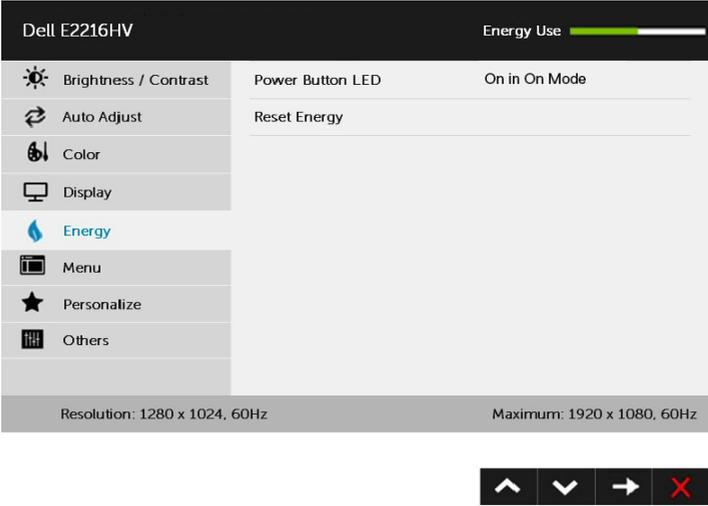 Dell E2216HV
Energy Use
Brightness / Contrast
Power Button LED
On in On Mode
Auto Adjust
Reset Energy
Color
Display
Energy
Menu
Personalize
Others
Resolution: 1280 x 1024, 60Hz
Maximum: 1920 x 1080, 60Hz